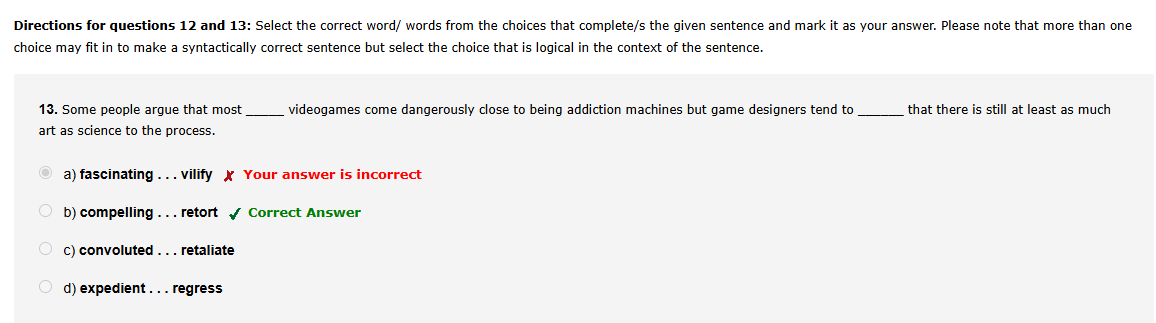 Directions for questions 12 and 13: Select the correct word/ words from the choices that complete/s the given sentence and mark it as your answer. Please note that more than one
choice may fit in to make a syntactically correct sentence but select the choice that is logical in the context of the sentence.
13. Some people argue that most _____ videogames come dangerously close to being addiction machines but game designers tend to ______ that there is still at least as much
art as science to the process.
a) fascinating . . . vilify ✗ Your answer is incorrect
b) compelling . . . retort ✓ Correct Answer
c) convoluted . . . retaliate
d) expedient . . . regress